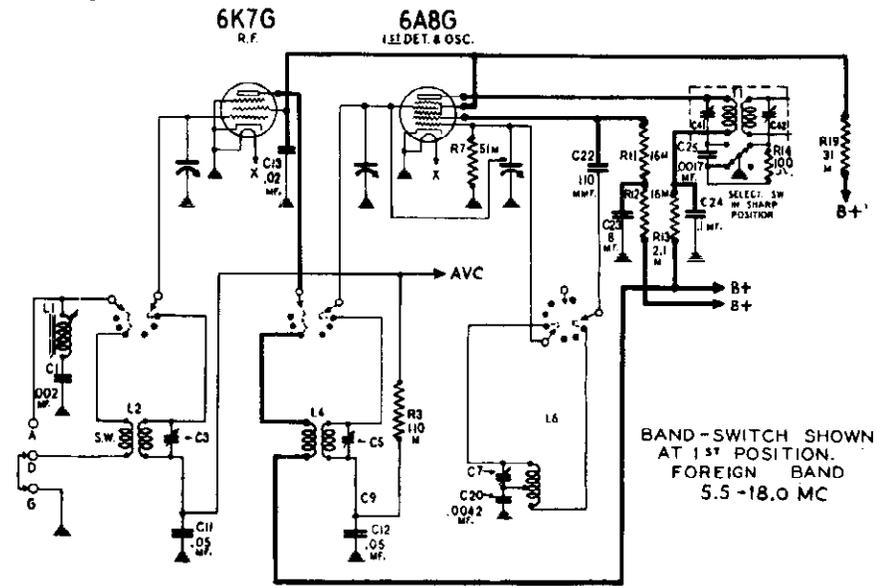 6K7G
R.F.
6A8G
1ST DET. & OSC.
C13
.02
MF.
X
R7
51M
X
C22
110
MMF.
R11
16M
R12
16M
C23
8
MF.
R13
2.1
M
C24
.1 MF.
C4
C42
C25
.0017
MF.
R14
100
SELECT. SW
IN SHARP
POSITION
R19
31
M
B+
AVC
B+
B+
L1
C1
.002
MF.
A
D
G
L2
S.W.
C3
C11
.05
MF.
L4
C5
R3
110
M
C9
C12
.05
MF.
L6
C7
C20
.0042
MF.
BAND-SWITCH SHOWN
AT 1ST POSITION.
FOREIGN BAND
5.5-18.0 MC